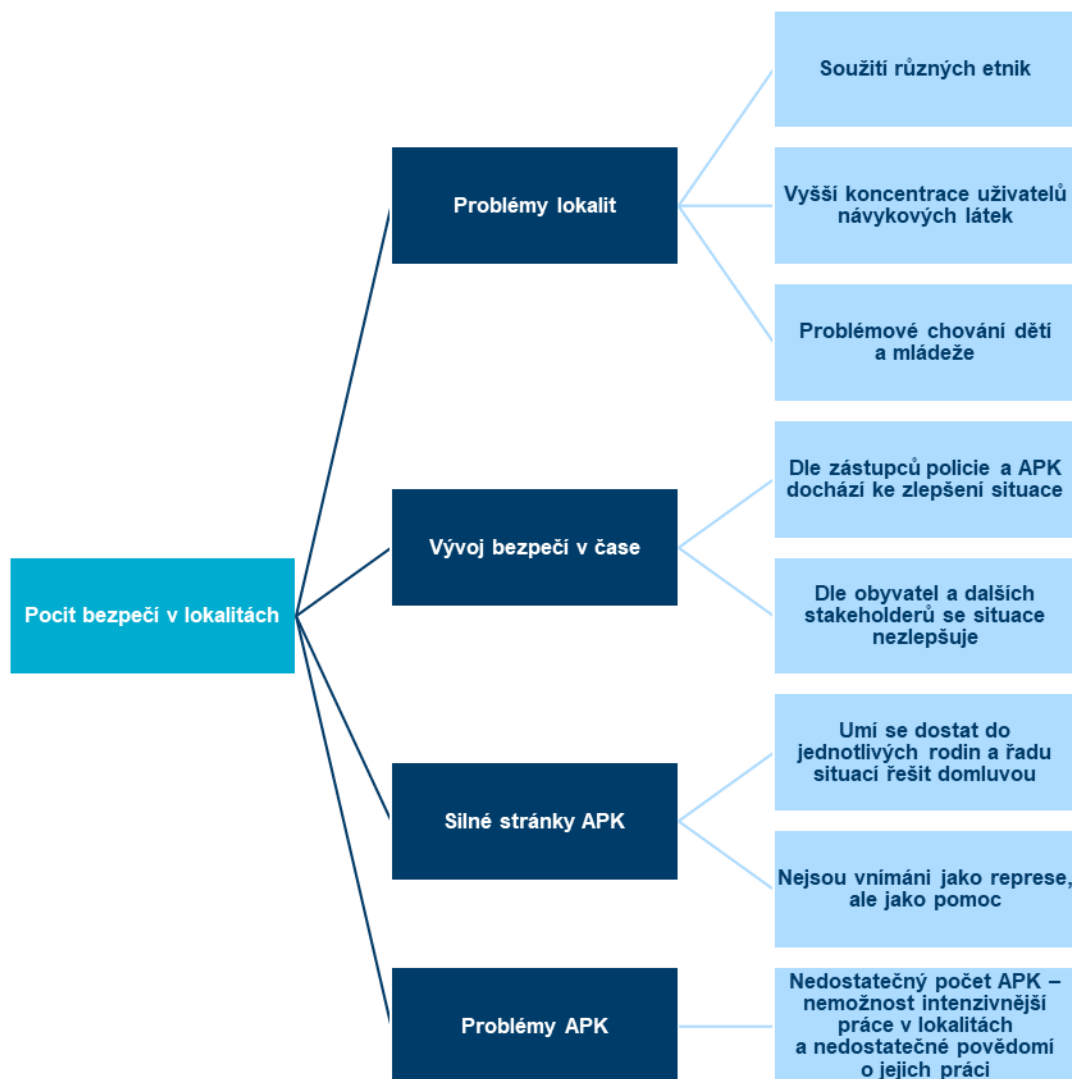 Soužití různých etnik
Problémy lokalit
Vyšší koncentrace uživatelů
návykových látek
Problémové chování dětí
a mládeže
Dle zástupců policie a APK
dochází ke zlepšení situace
Vývoj bezpečí v čase
Dle obyvatel a dalších
stakeholderů se situace
nezlepšuje
Pocit bezpečí v lokalitách
Umí se dostat do
jednotlivých rodin a řadu
situací řešit domluvou
Silné stránky APK
Nejsou vnímáni jako represe,
ale jako pomoc
Problémy APK
Nedostatečný počet APK –
nemožnost intenzivnější
práce v lokalitách
a nedostatečné povědomí
o jejich práci